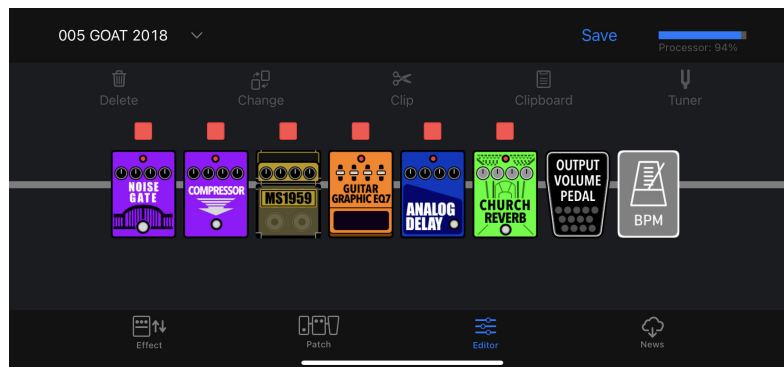 005 GOAT 2018
Save
Processor: 94%
Delete
Change
Clip
Clipboard
Tuner
NOISE
GATE
COMPRESSOR
MS1959
GUITAR
GRAPHIC EQ7
ANALOG
DELAY
CHURCH
REVERB
OUTPUT
VOLUME
PEDAL
BPM
Effect
Patch
Editor
News